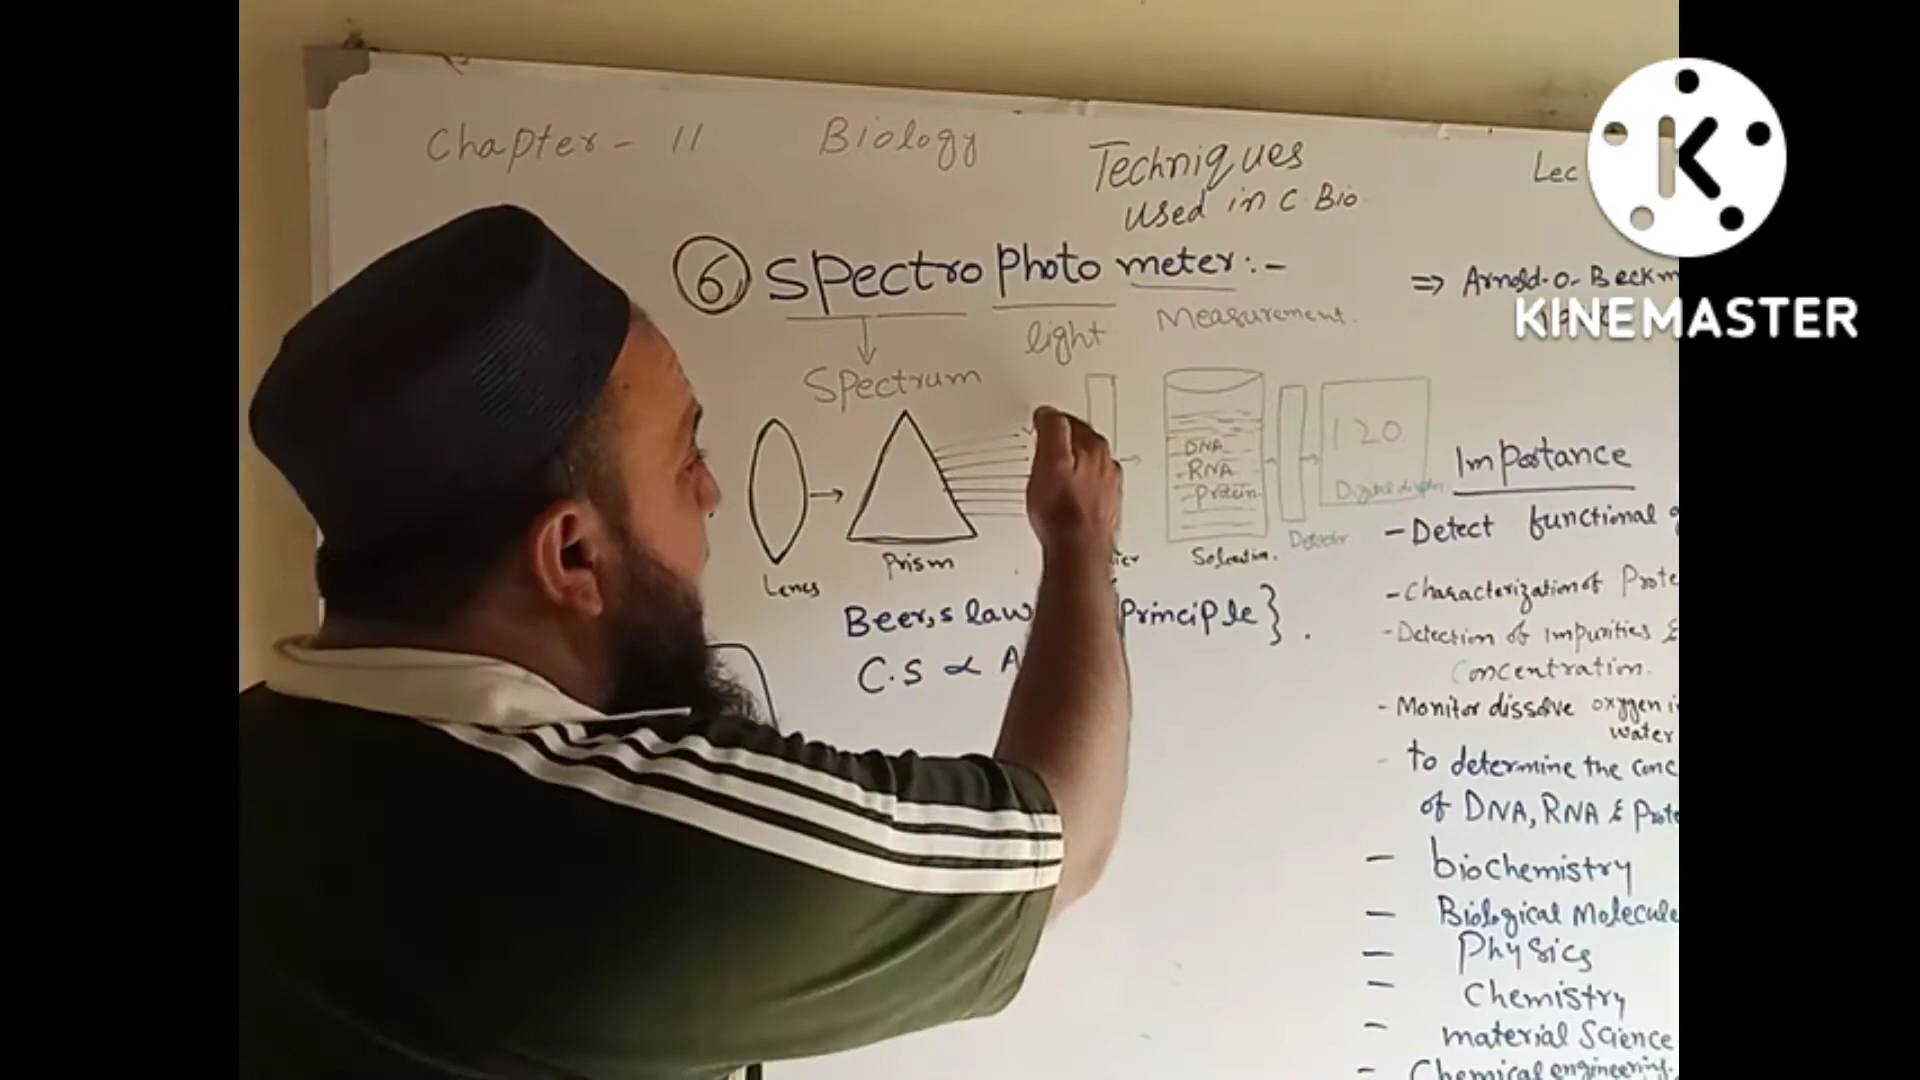 Chapter - 11 Biology Techniques Lec
used in C Bio
6 Spectro photo meter:- => Arnold-O-Beckm
light Measurement.
KINEMASTER
Spectrum
DNA
RNA
Protein
120
Digital
Importance
Lencs Prism Solution. Detector
- Detect functional
- Characterization of Prote
Beer,s law Principle}.
- Detection of impurities &
Concentration.
C.S ∝ A
- Monitor dissolve oxygen i
water
to determine the conc
of DNA, RNA & Prote
- biochemistry
- Biological Molecule
- Physics
- Chemistry
- material Science
- Chemical engineering.